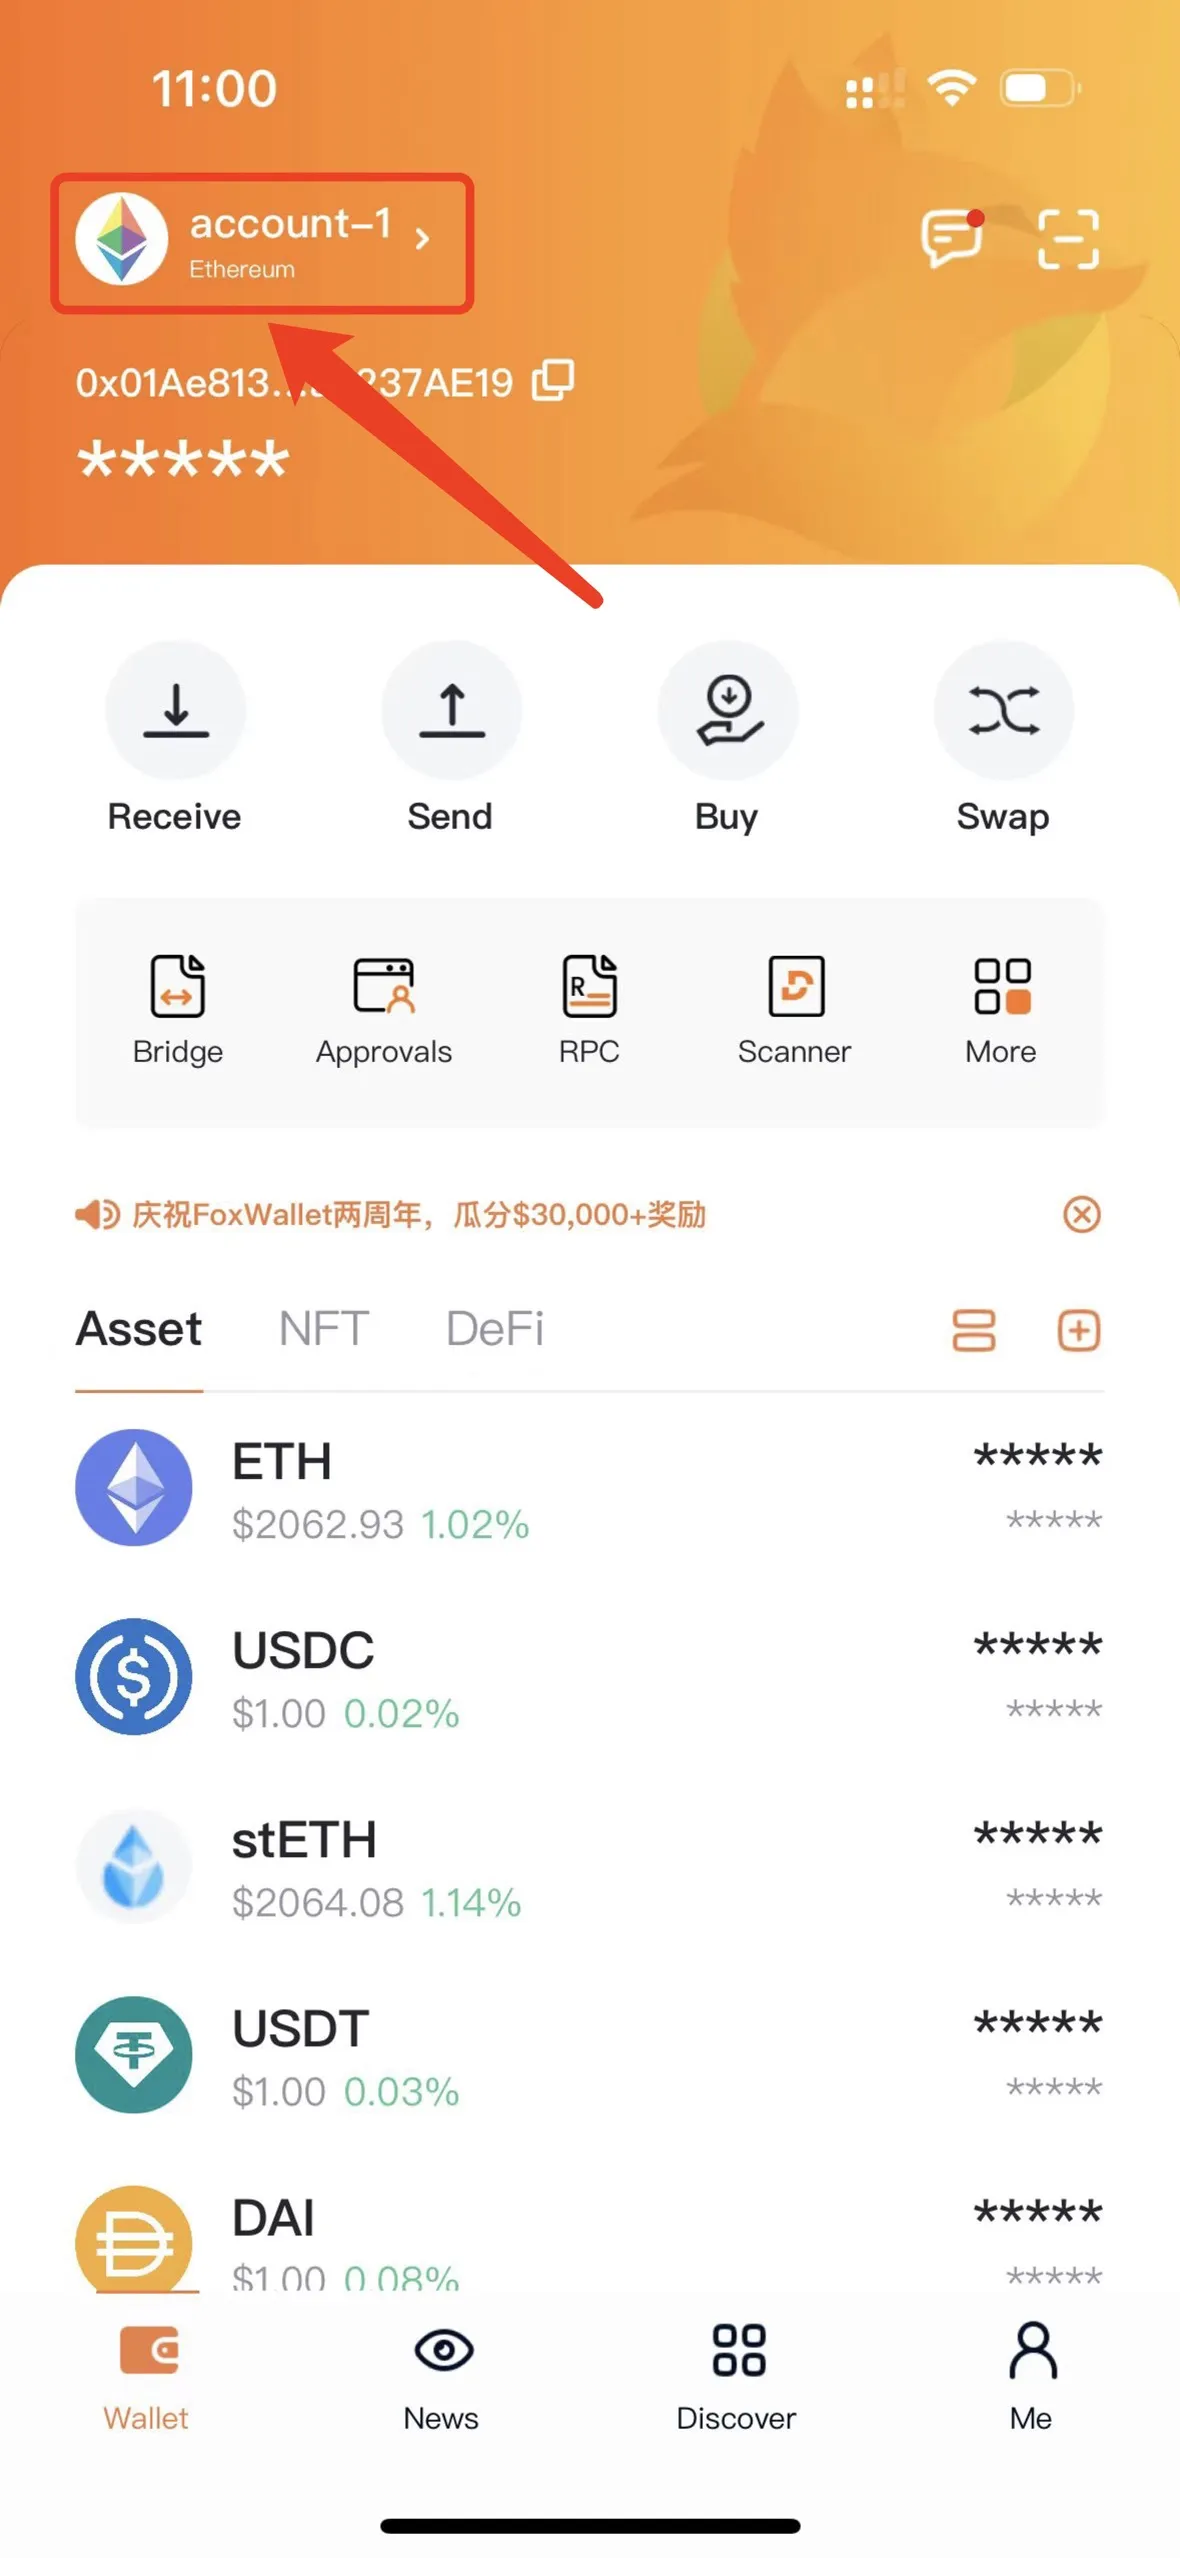 11:00
account-1
Ethereum
0x01Ae813... 237AE19
*****
Receive Send Buy Swap
R
Bridge Approvals RPC Scanner More
庆祝FoxWallet两周年，瓜分$30,000+奖励
Asset NFT DeFi
ETH *****
$2062.93 1.02% *****
USDC *****
$1.00 0.02% *****
stETH *****
$2064.08 1.14% *****
USDT *****
$1.00 0.03% *****
DAI *****
$1.00 0.08% *****
Wallet News Discover Me